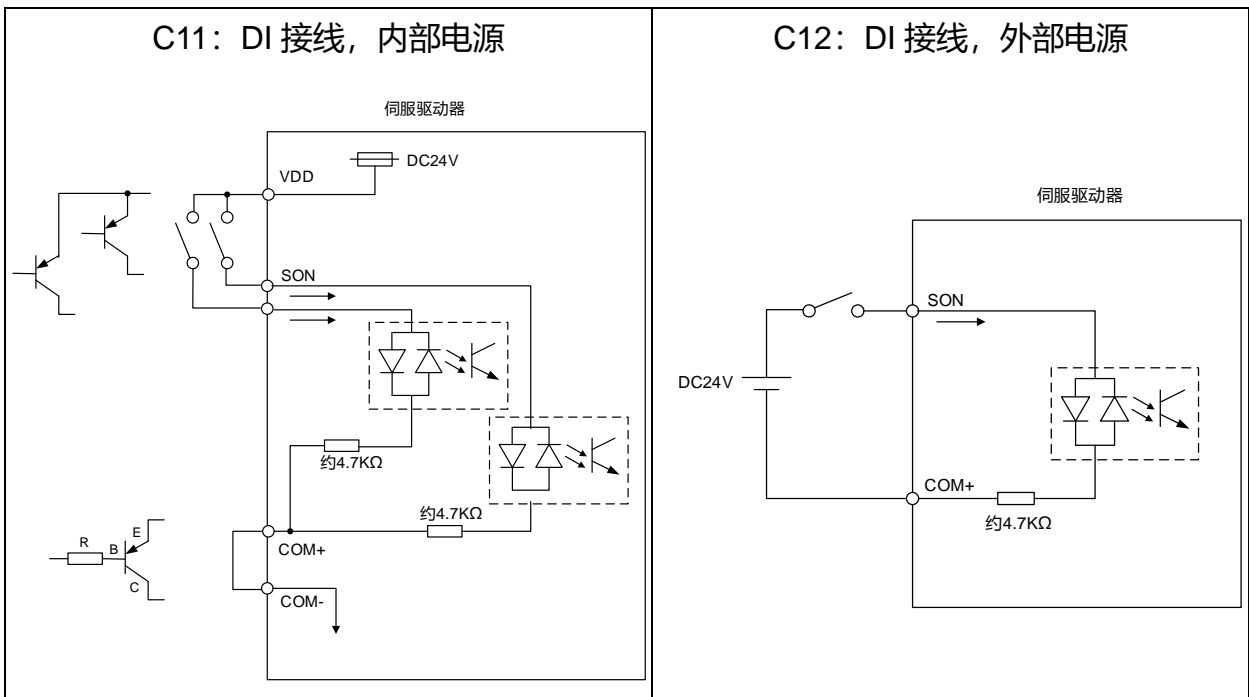 C11：DI 接线，内部电源
伺服驱动器
DC24V
VDD
SON
约4.7KΩ
约4.7KΩ
COM+
COM-
R
B
E
C
C12：DI 接线，外部电源
伺服驱动器
SON
DC24V
COM+
约4.7KΩ